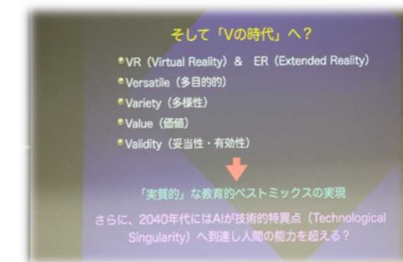 そして「Vの時代」へ？
VR（Virtual Reality）& ER（Extended Reality）
Versatile（多目的的）
Variety（多様性）
Value（価値）
Validity（妥当性・有効性）
「実質的」な教育的ベストミックスの実現
さらに、2040年代にはAIが技術的特異点（Technological
Singularity）へ到達し人間の能力を超える？